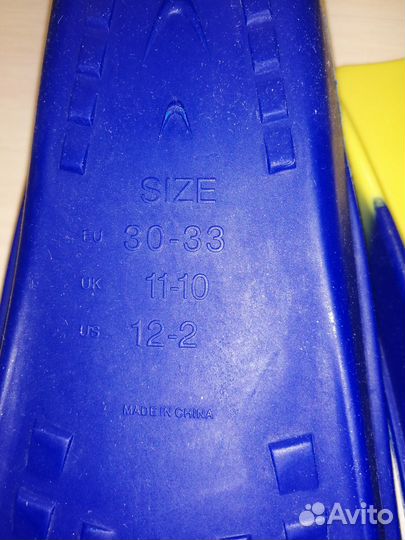 SIZE
EU 30-33
UK 11-10
US 12-2
MADE IN CHINA
Avito